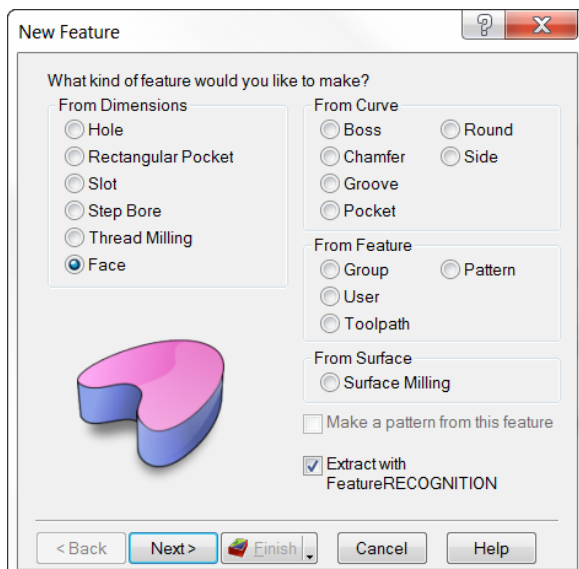 New Feature
What kind of feature would you like to make?
From Dimensions
Hole
Rectangular Pocket
Slot
Step Bore
Thread Milling
Face
From Curve
Boss
Round
Chamfer
Side
Groove
Pocket
From Feature
Group
Pattern
User
Toolpath
From Surface
Surface Milling
Make a pattern from this feature
Extract with
FeatureRECOGNITION
< Back
Next >
Finish
Cancel
Help